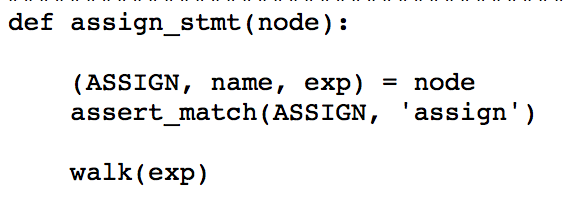 def assign_stmt(node):
(ASSIGN, name, exp) = node
assert_match(ASSIGN, 'assign')
walk(exp)